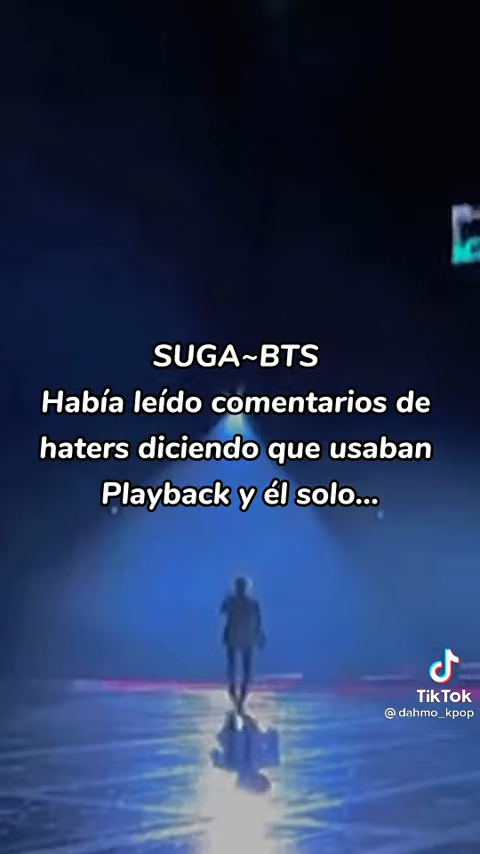 SUGA~BTS
Había leído comentarios de
haters diciendo que usaban
Playback y él solo...
TikTok
@dahmo_kpop